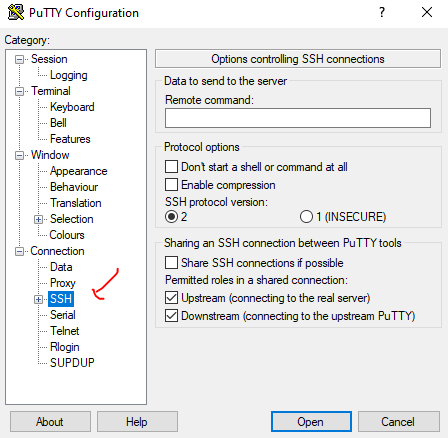 PuTTY Configuration
? ×
Category:
Session
Logging
Terminal
Keyboard
Bell
Features
Window
Appearance
Behaviour
Translation
Selection
Colours
Connection
Data
Proxy
SSH
Serial
Telnet
Rlogin
SUPDUP
Options controlling SSH connections
Data to send to the server
Remote command:
Protocol options
Don't start a shell or command at all
Enable compression
SSH protocol version:
2 1 (INSECURE)
Sharing an SSH connection between PuTTY tools
Share SSH connections if possible
Permitted roles in a shared connection:
Upstream (connecting to the real server)
Downstream (connecting to the upstream PuTTY)
About Help Open Cancel